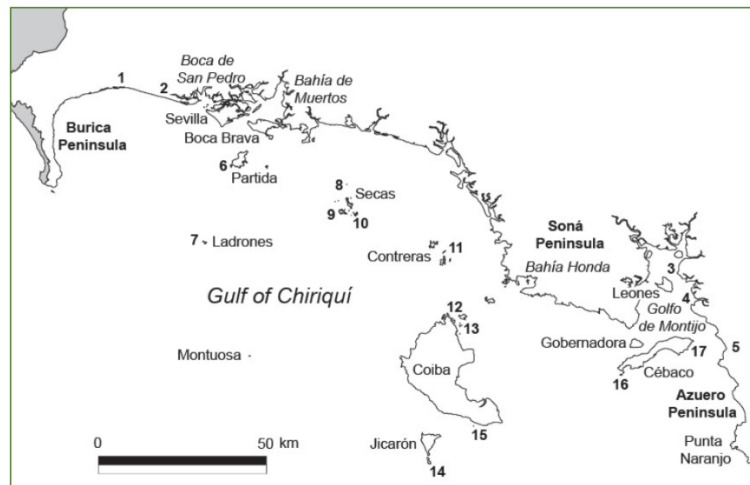 Boca de
San Pedro
Bahía de
Muertos
1
2
Sevilla
Boca Brava
Burica
Peninsula
6
Partida
8
Secas
9
10
7
Ladrones
Contreras
11
Soná
Peninsula
Bahía Honda
3
Leones
4
Golfo
de Montijo
Gulf of Chiriquí
12
13
Gobernadora
17
5
Montuosa
Coiba
16
Cébaco
Azuero
Peninsula
15
Jicarón
14
Punta
Naranjo
0
50 km